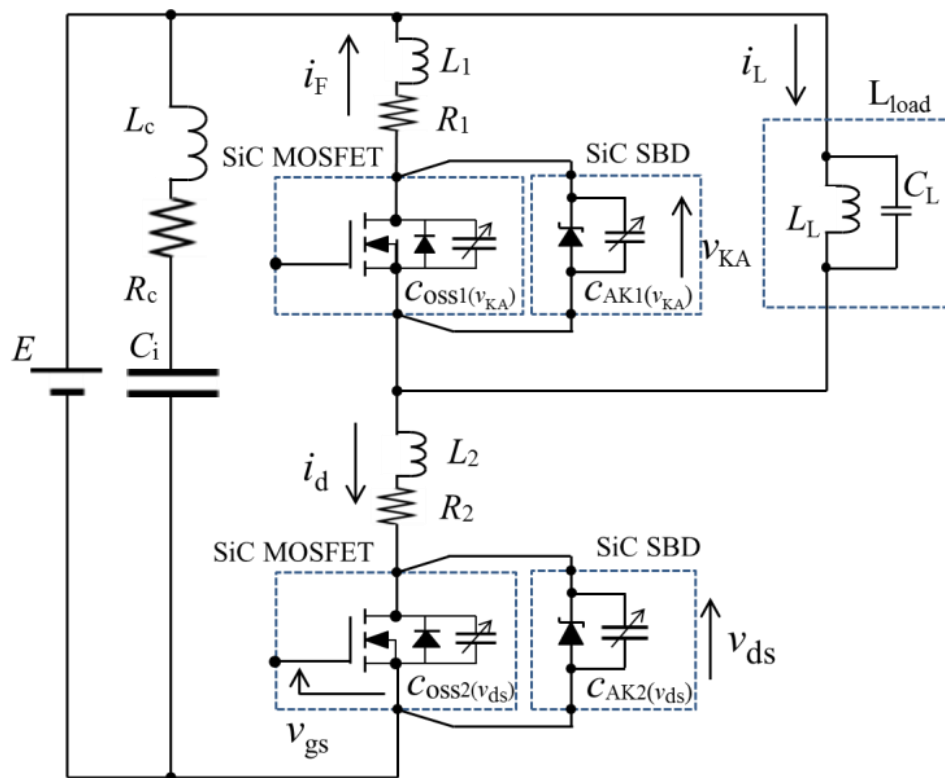 i_F
L_1
i_L
L_load
L_c
R_1
SiC MOSFET
SiC SBD
C_L
L_L
v_KA
R_c
c_oss1(v_KA)
c_AK1(v_KA)
E
C_i
i_d
L_2
R_2
SiC MOSFET
SiC SBD
v_ds
c_oss2(v_ds)
c_AK2(v_ds)
v_gs